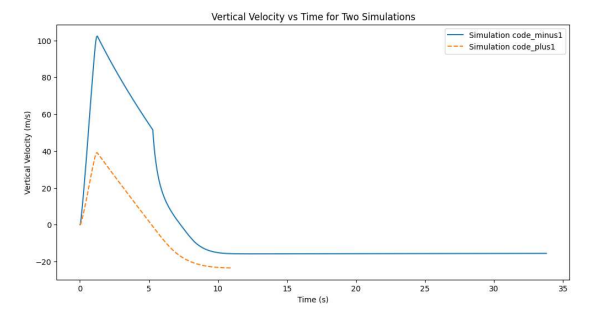 Vertical Velocity vs Time for Two Simulations
Simulation code_minus1
Simulation code_plus1
Vertical Velocity (m/s)
100
80
60
40
20
0
−20
0 5 10 15 20 25 30 35
Time (s)